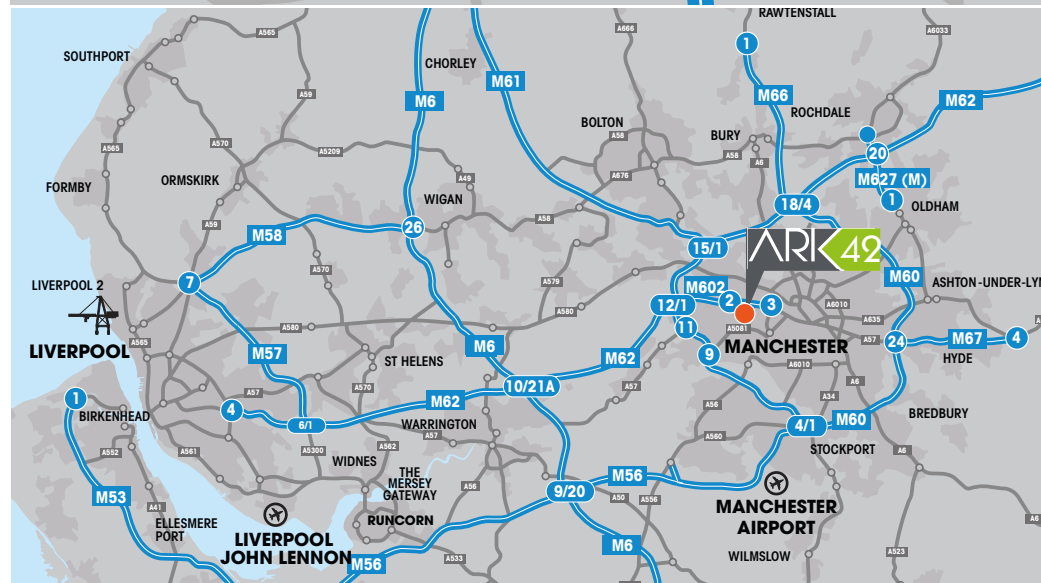 RAWTENSTALL
A565
A666
A6033
SOUTHPORT
1
CHORLEY
M61
M6
M66
M62
A59
ROCHDALE
BOLTON
A58
BURY
A565
A570
A5209
A58
A6
20
A49
A676
M627 (M)
FORMBY
ORMSKIRK
WIGAN
18/4
1
OLDHAM
A59
A58
26
M58
15/1
ARK 42
A570
M60
7
A579
M602
ASHTON-UNDER-LYN
LIVERPOOL 2
12/1
2
3
A6010
A580
A580
11
A5081
A635
LIVERPOOL
A565
M6
MANCHESTER
A57
24
M67
4
M57
ST HELENS
M62
9
HYDE
A570
A6010
10/21A
A57
A6
1
A57
M62
A34
BIRKENHEAD
4
A56
BREDBURY
6/1
WARRINGTON
4/1
M60
A552
A561
A5300
A562
A57
A560
STOCKPORT
A6
WIDNES
THE
MERSEY
GATEWAY
M56
M53
9/20
A56
A50
A556
A41
MANCHESTER
AIRPORT
ELLESMERE
PORT
RUNCORN
A6
LIVERPOOL
JOHN LENNON
M56
M6
A533
WILMSLOW
A523